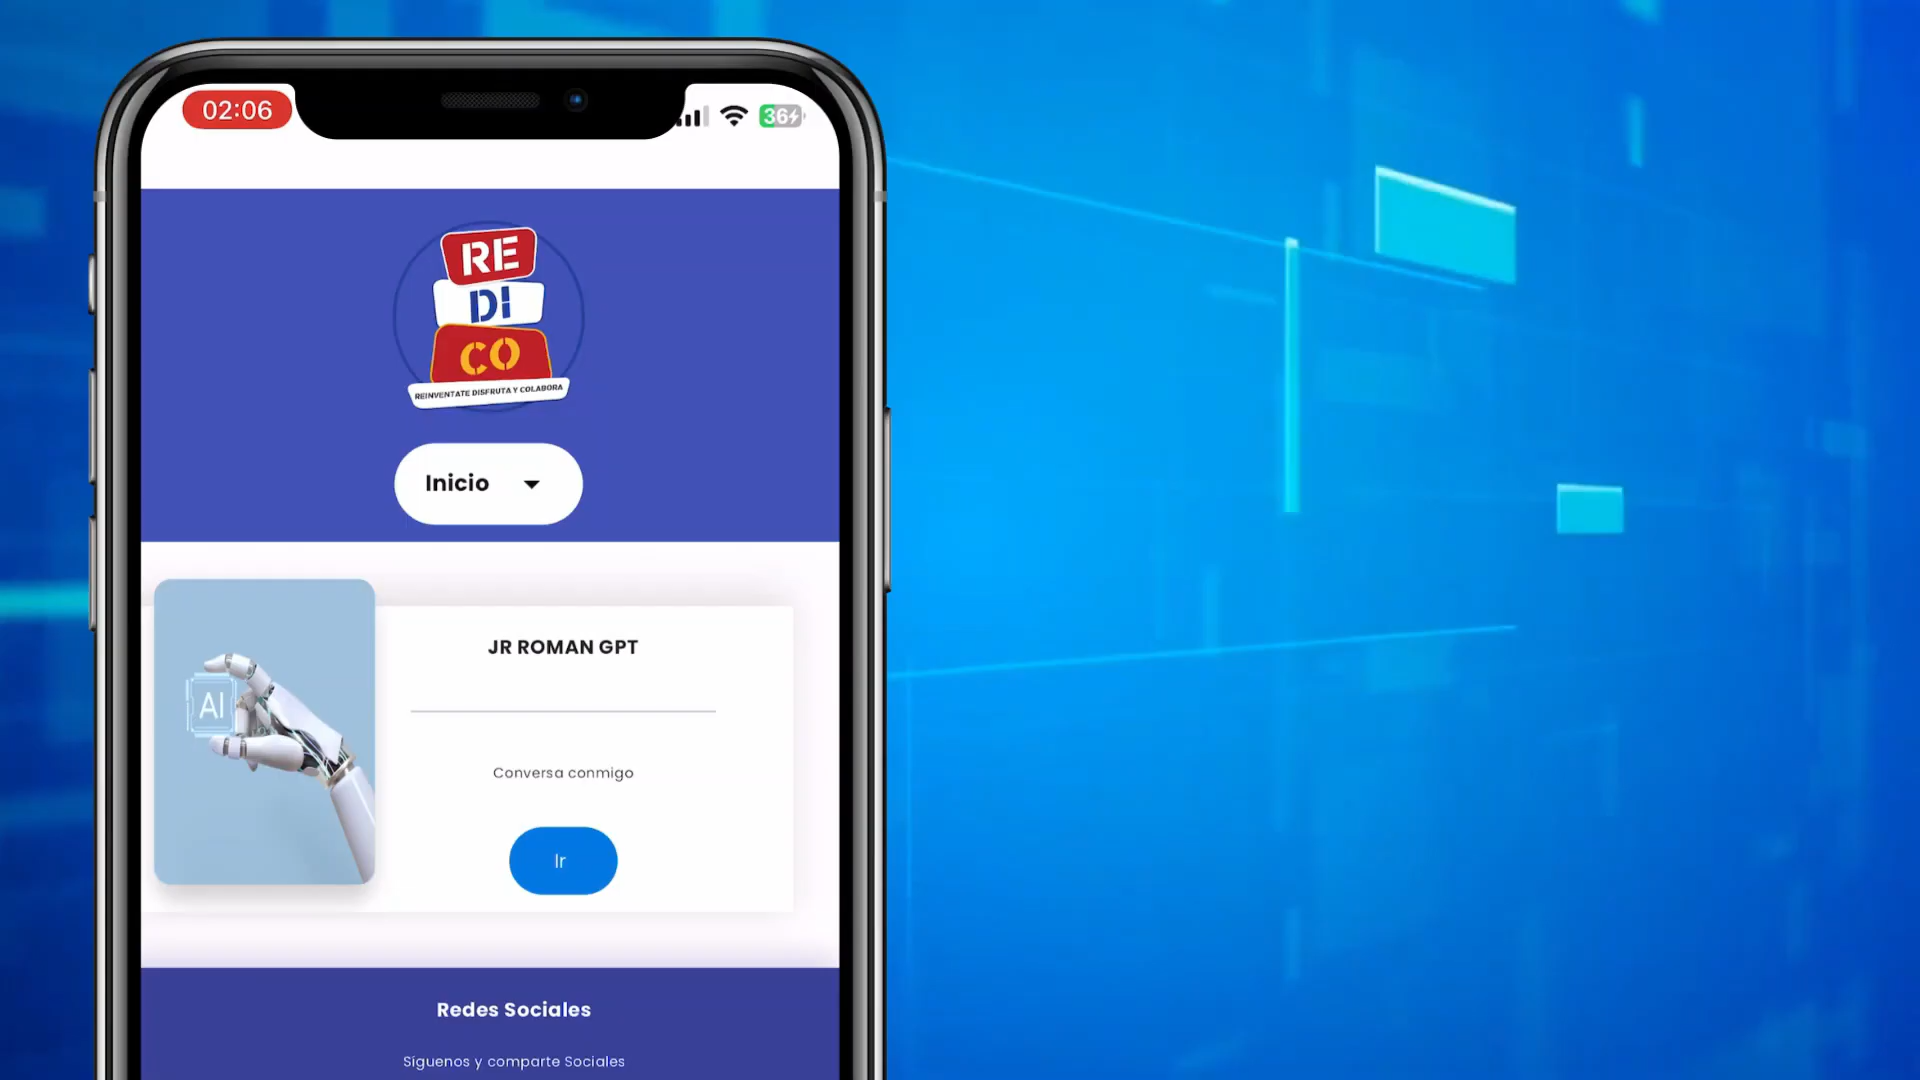 02:06
36
RE
DI
CO
REINVENTATE DISFRUTA Y COLABORA
Inicio
AI
JR ROMAN GPT
Conversa conmigo
Ir
Redes Sociales
Siguenos y comparte Sociales